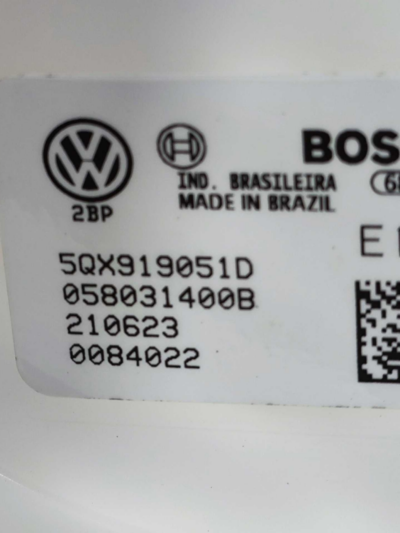 BOS
IND. BRASILEIRA
MADE IN BRAZIL
2BP
5QX919051D
058031400B
210623
0084022